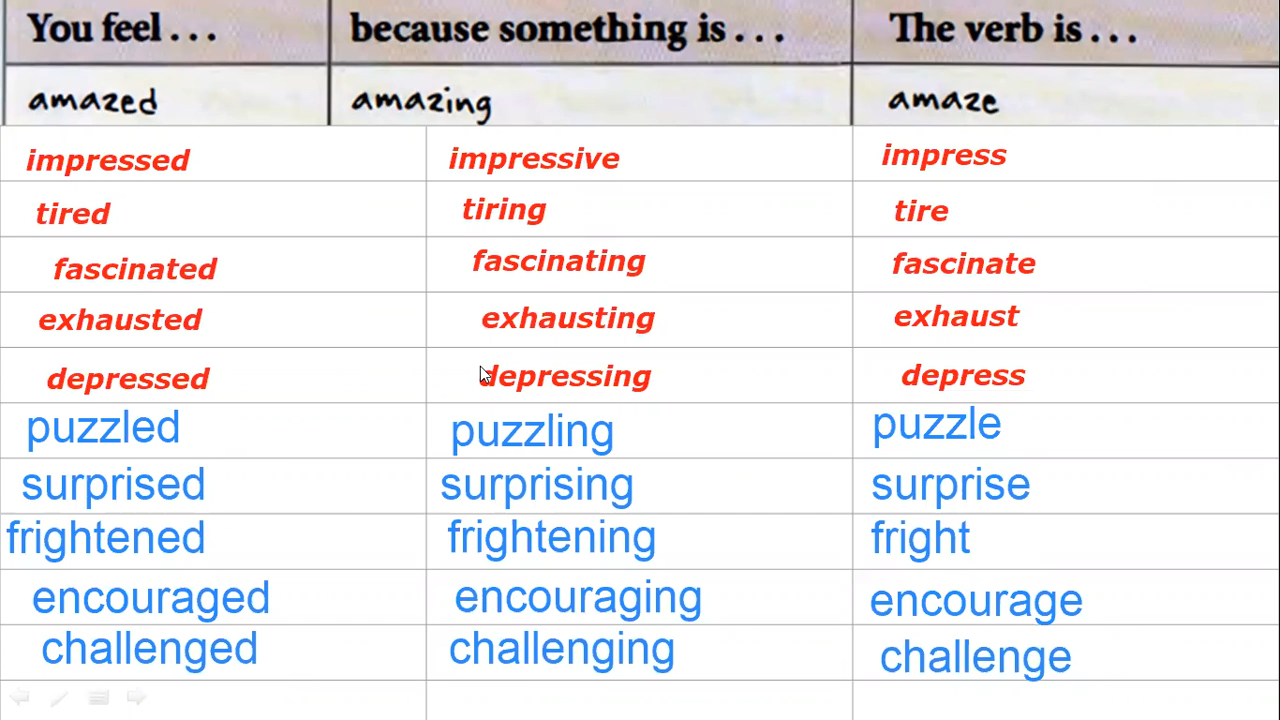 You feel . . . because something is . . . The verb is . . .
amazed amazing amaze
impressed impressive impress
tired tiring tire
fascinated fascinating fascinate
exhausted exhausting exhaust
depressed depressing depress
puzzled puzzling puzzle
surprised surprising surprise
frightened frightening fright
encouraged encouraging encourage
challenged challenging challenge